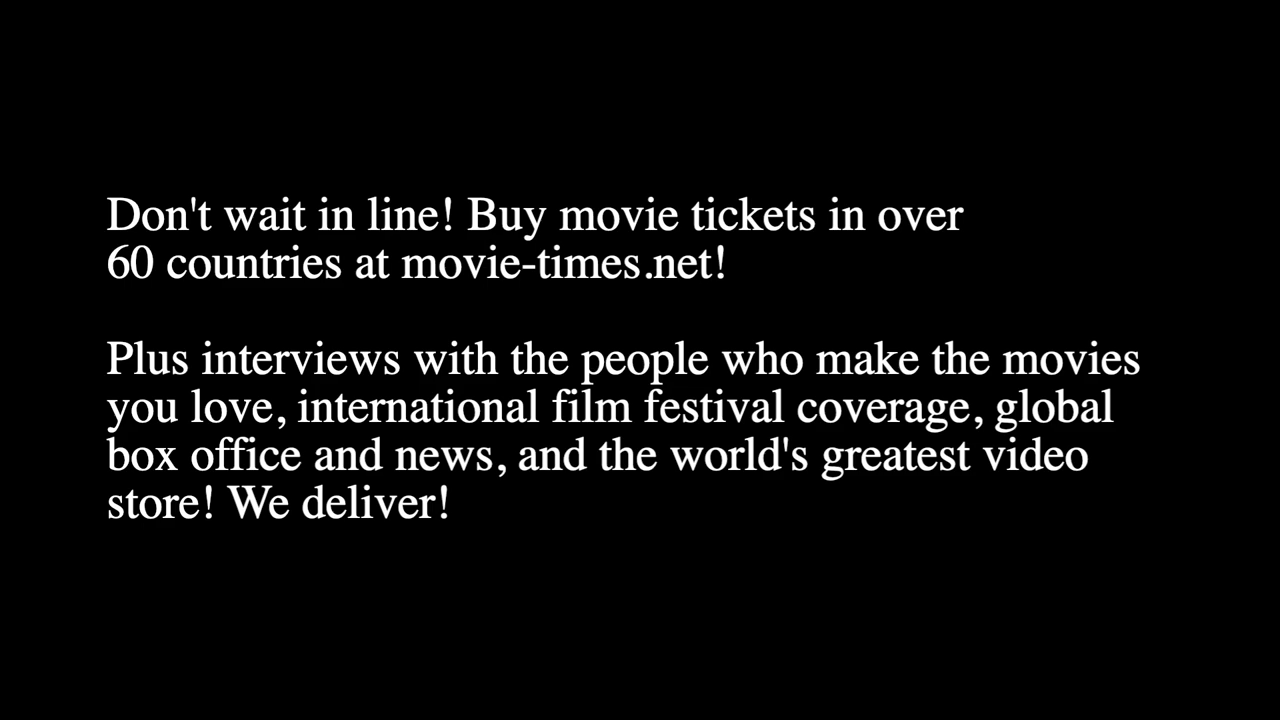 Don't wait in line! Buy movie tickets in over
60 countries at movie-times.net!
Plus interviews with the people who make the movies
you love, international film festival coverage, global
box office and news, and the world's greatest video
store! We deliver!